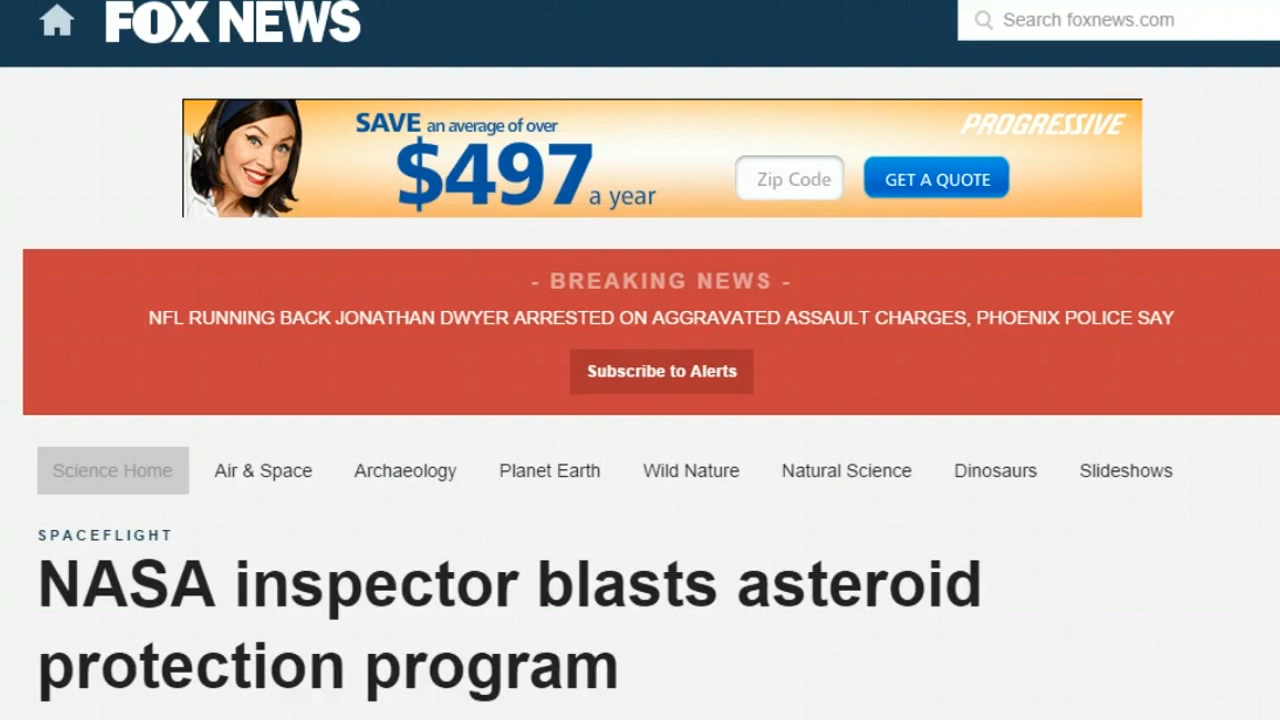 FOX NEWS
Search foxnews.com
SAVE an average of over
PROGRESSIVE
$497 a year
Zip Code
GET A QUOTE
- BREAKING NEWS -
NFL RUNNING BACK JONATHAN DWYER ARRESTED ON AGGRAVATED ASSAULT CHARGES, PHOENIX POLICE SAY
Subscribe to Alerts
Science Home Air & Space Archaeology Planet Earth Wild Nature Natural Science Dinosaurs Slideshows
SPACEFLIGHT
NASA inspector blasts asteroid
protection program